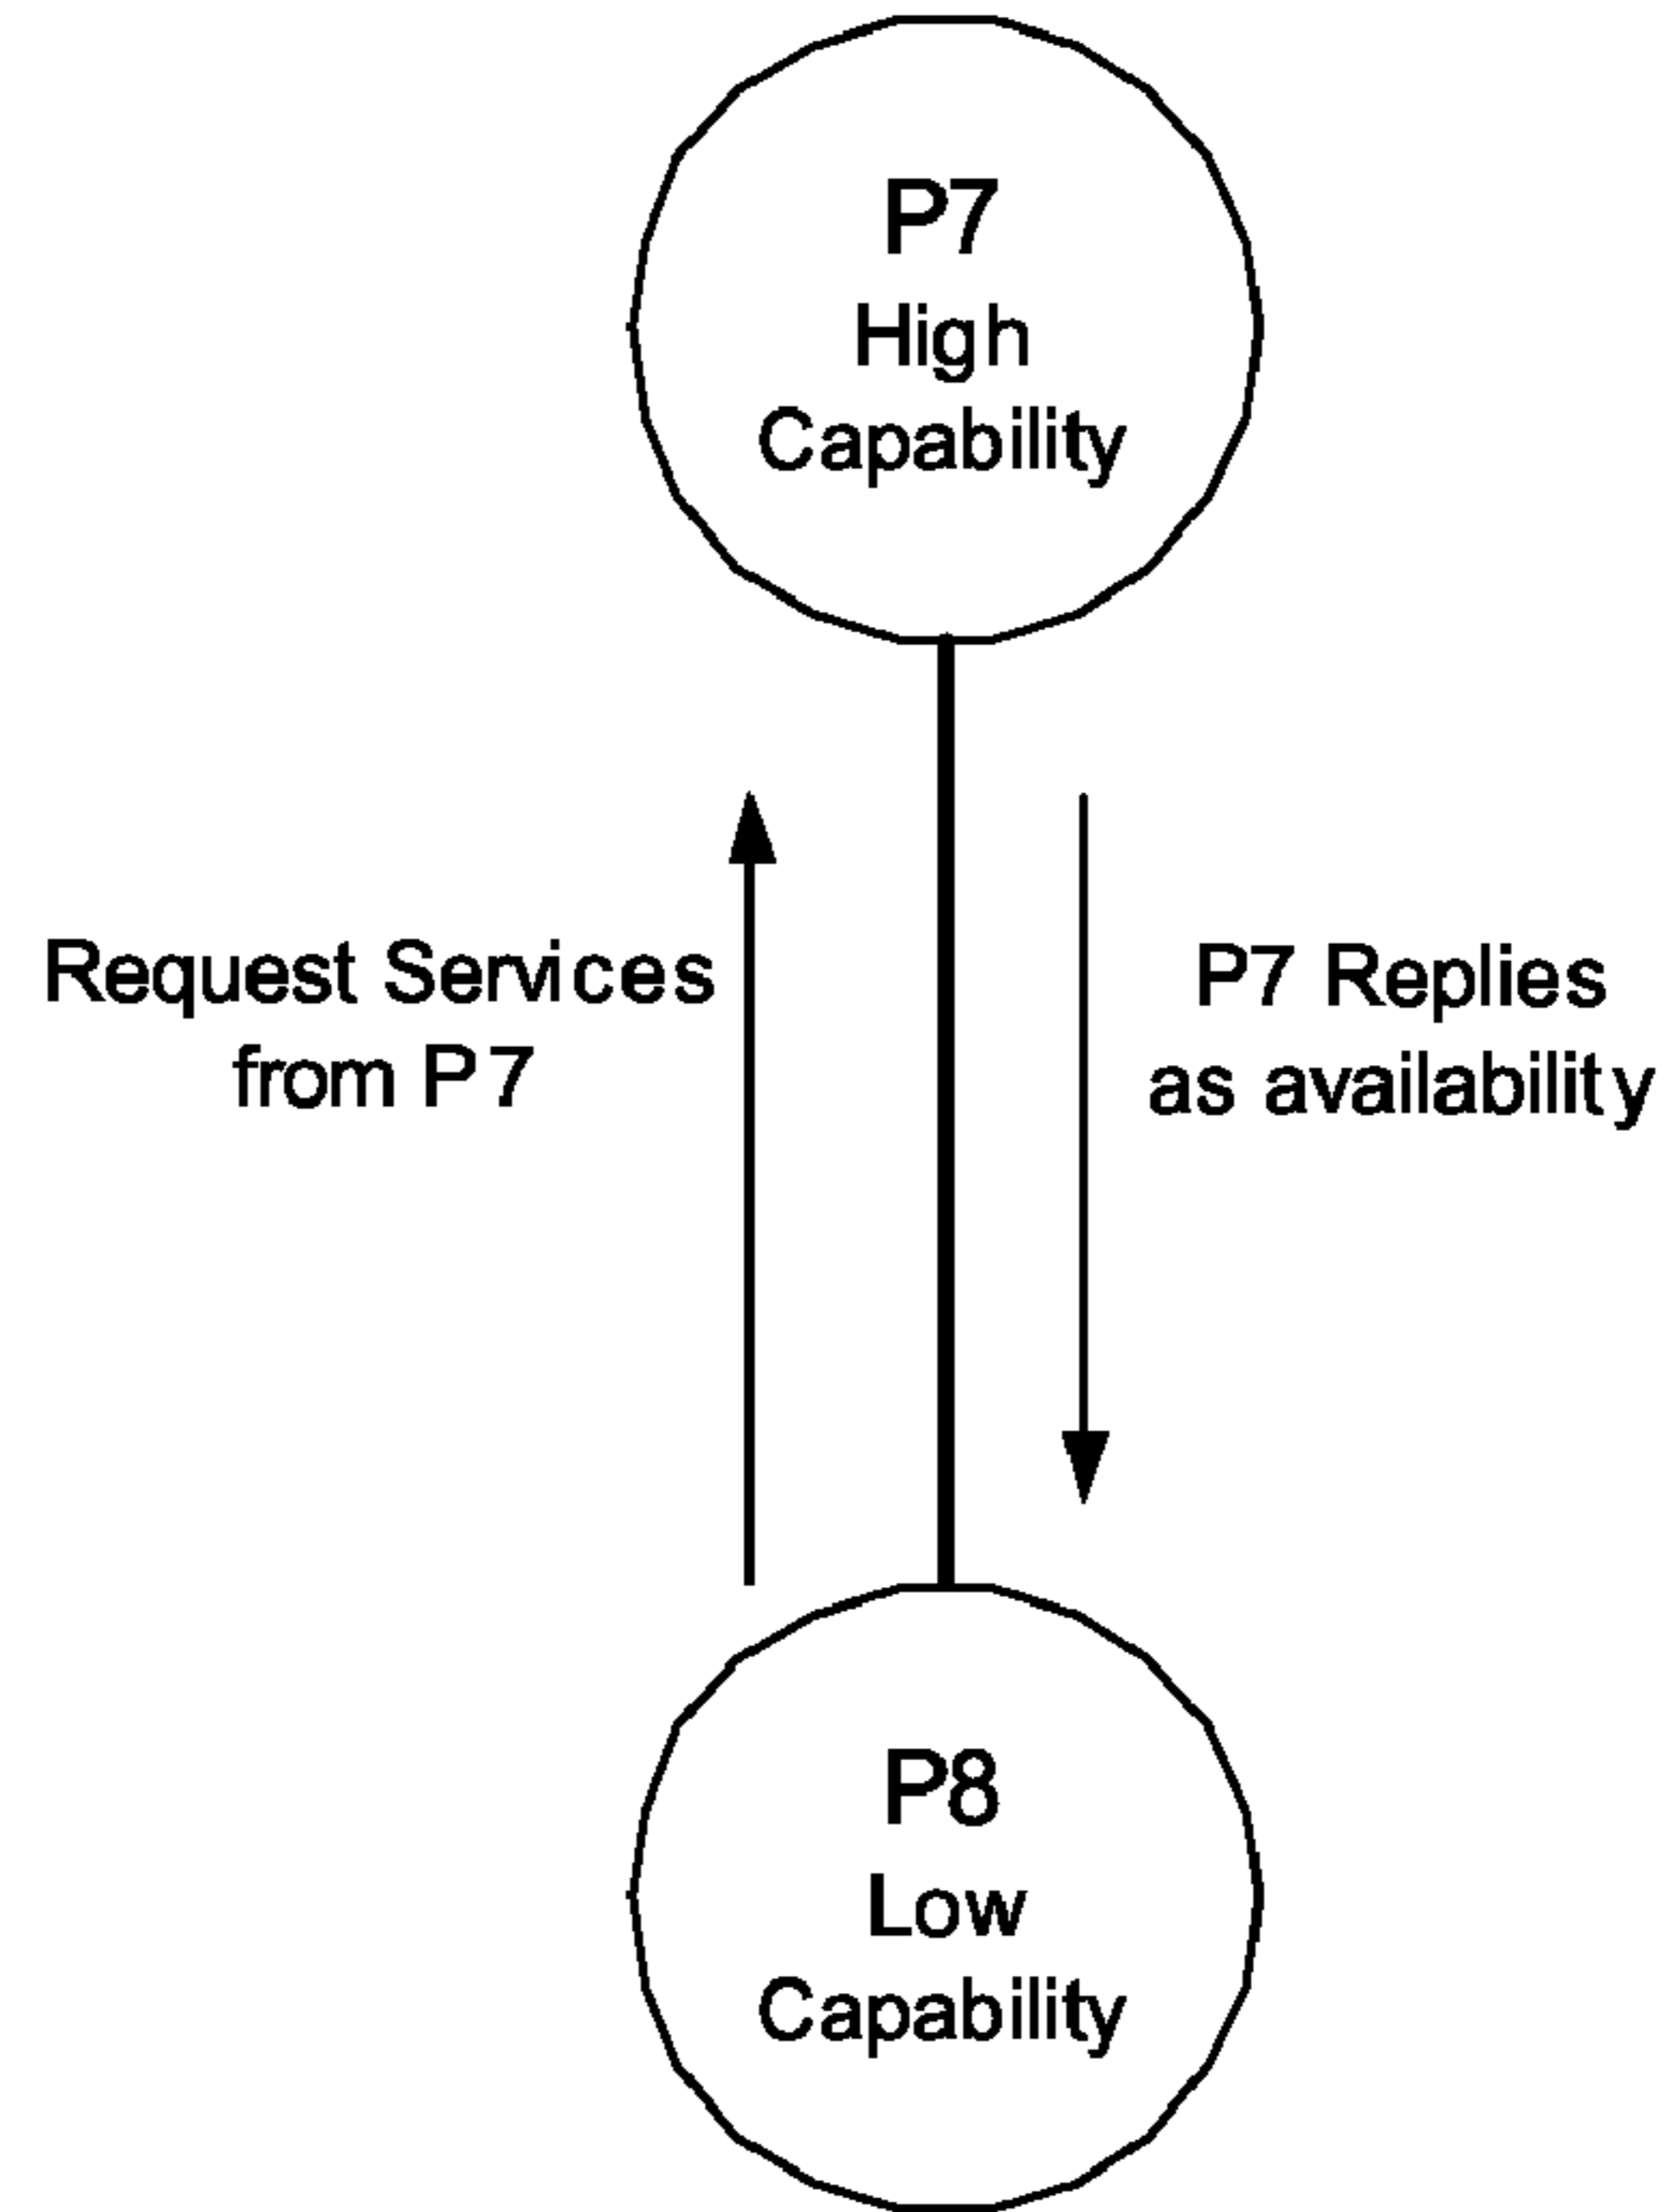 P7
High
Capability
Request Services
from P7
P7 Replies
as availability
P8
Low
Capability